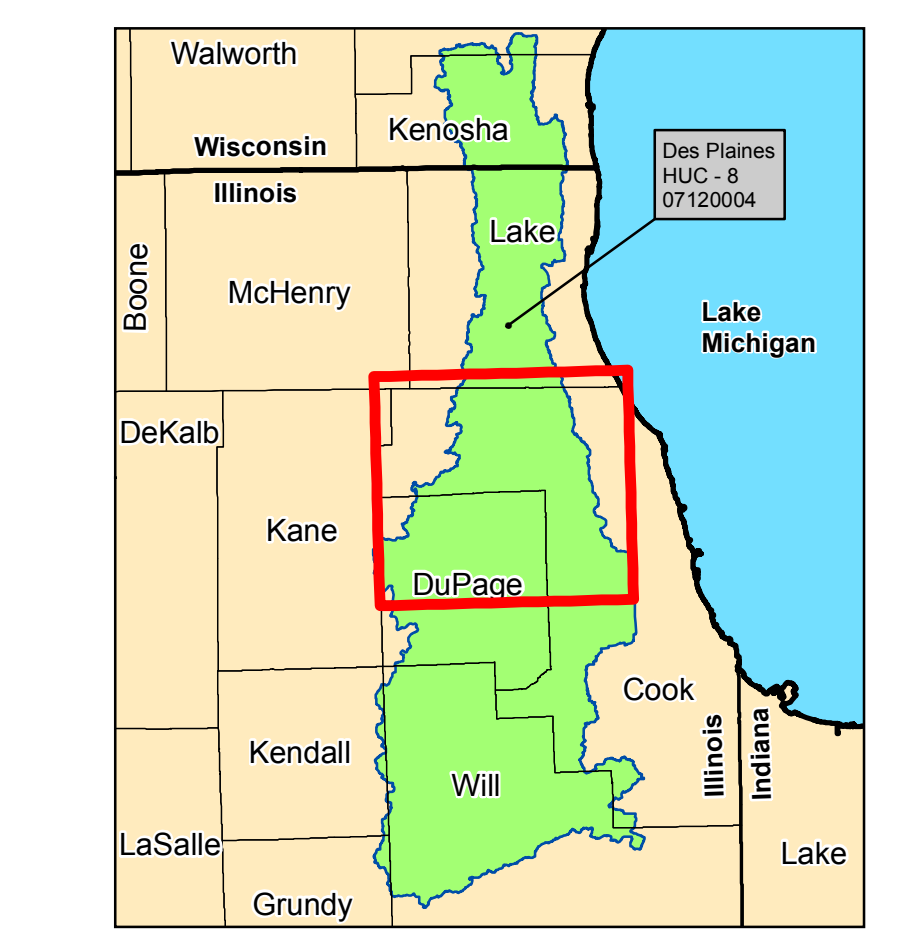 Walworth
Kenosha
Wisconsin
Illinois
Des Plaines
HUC - 8
07120004
Lake
Boone
McHenry
Lake
Michigan
DeKalb
Kane
DuPage
Cook
Kendall
Will
Illinois
Indiana
LaSalle
Lake
Grundy